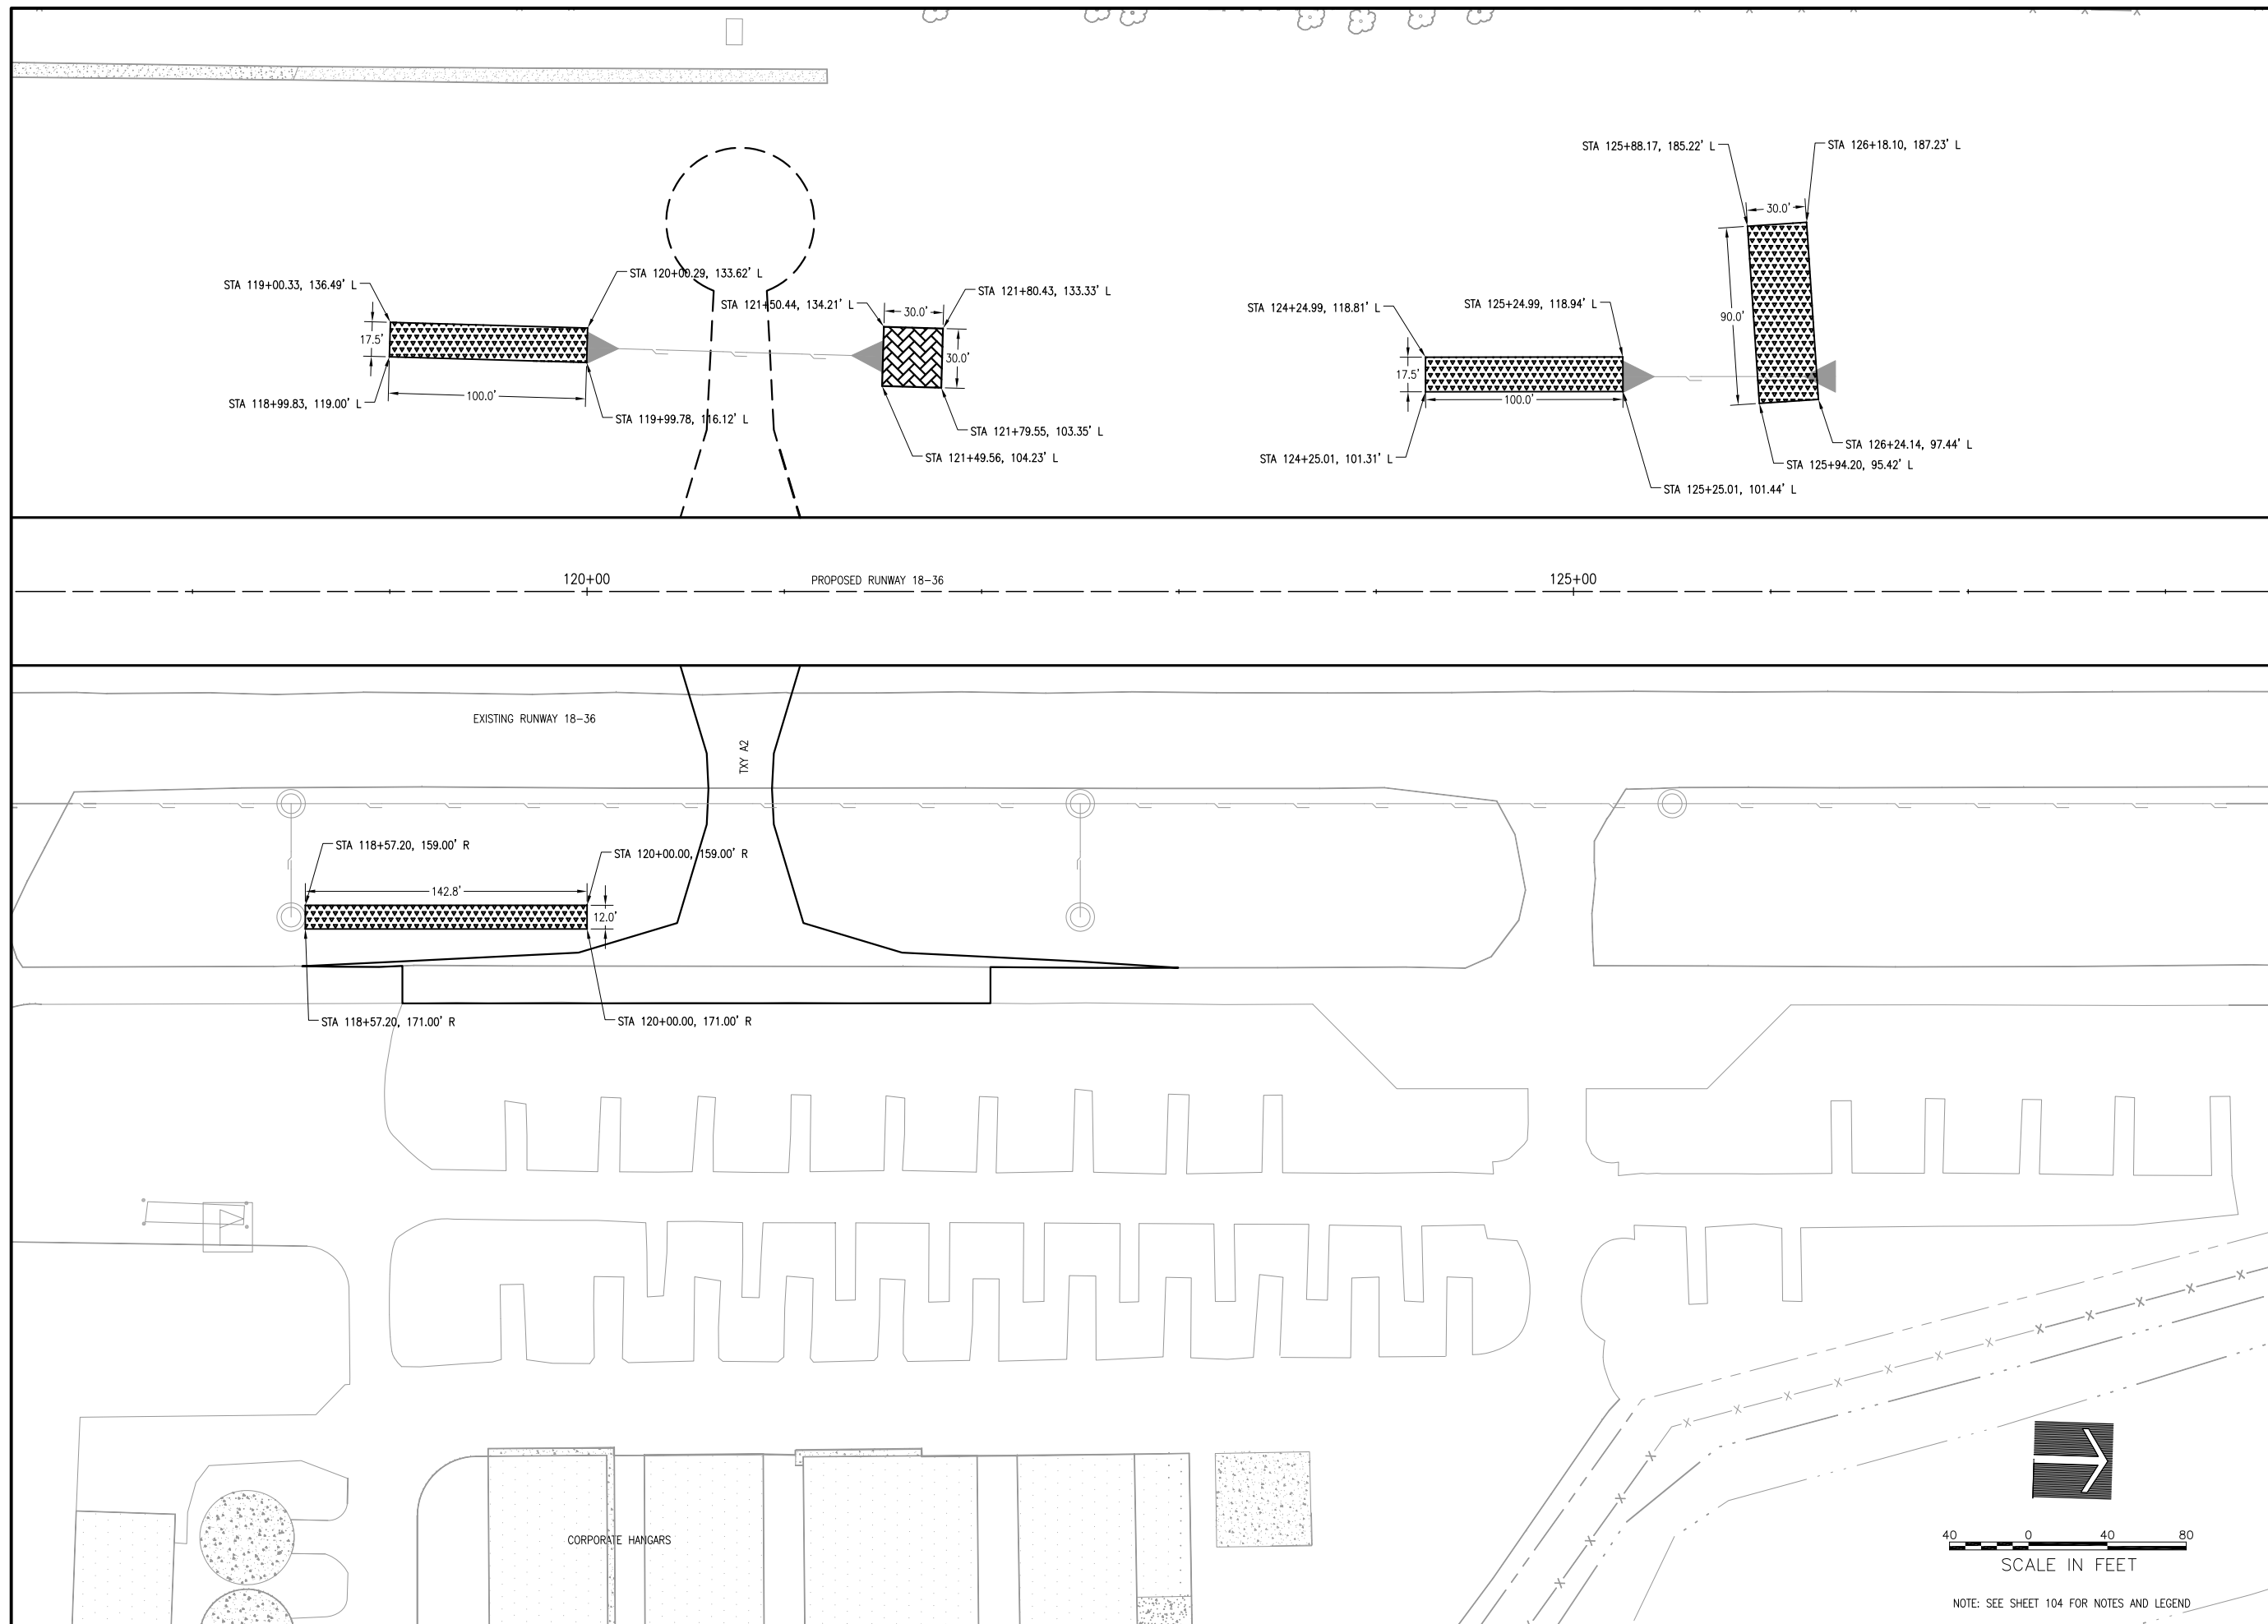 STA 125+88.17, 185.22' L
STA 126+18.10, 187.23' L
30.0'
90.0'
STA 119+00.33, 136.49' L
STA 120+00.29, 133.62' L
17.5'
100.0'
STA 118+99.83, 119.00' L
STA 119+99.78, 116.12' L
STA 121+50.44, 134.21' L
STA 121+80.43, 133.33' L
30.0'
30.0'
STA 121+79.55, 103.35' L
STA 121+49.56, 104.23' L
STA 124+24.99, 118.81' L
STA 125+24.99, 118.94' L
17.5'
100.0'
STA 124+25.01, 101.31' L
STA 125+25.01, 101.44' L
STA 126+24.14, 97.44' L
STA 125+94.20, 95.42' L
120+00
PROPOSED RUNWAY 18-36
125+00
EXISTING RUNWAY 18-36
TXY A2
STA 118+57.20, 159.00' R
STA 120+00.00, 159.00' R
142.8'
12.0'
STA 118+57.20, 171.00' R
STA 120+00.00, 171.00' R
CORPORATE HANGARS
40 0 40 80
SCALE IN FEET
NOTE: SEE SHEET 104 FOR NOTES AND LEGEND